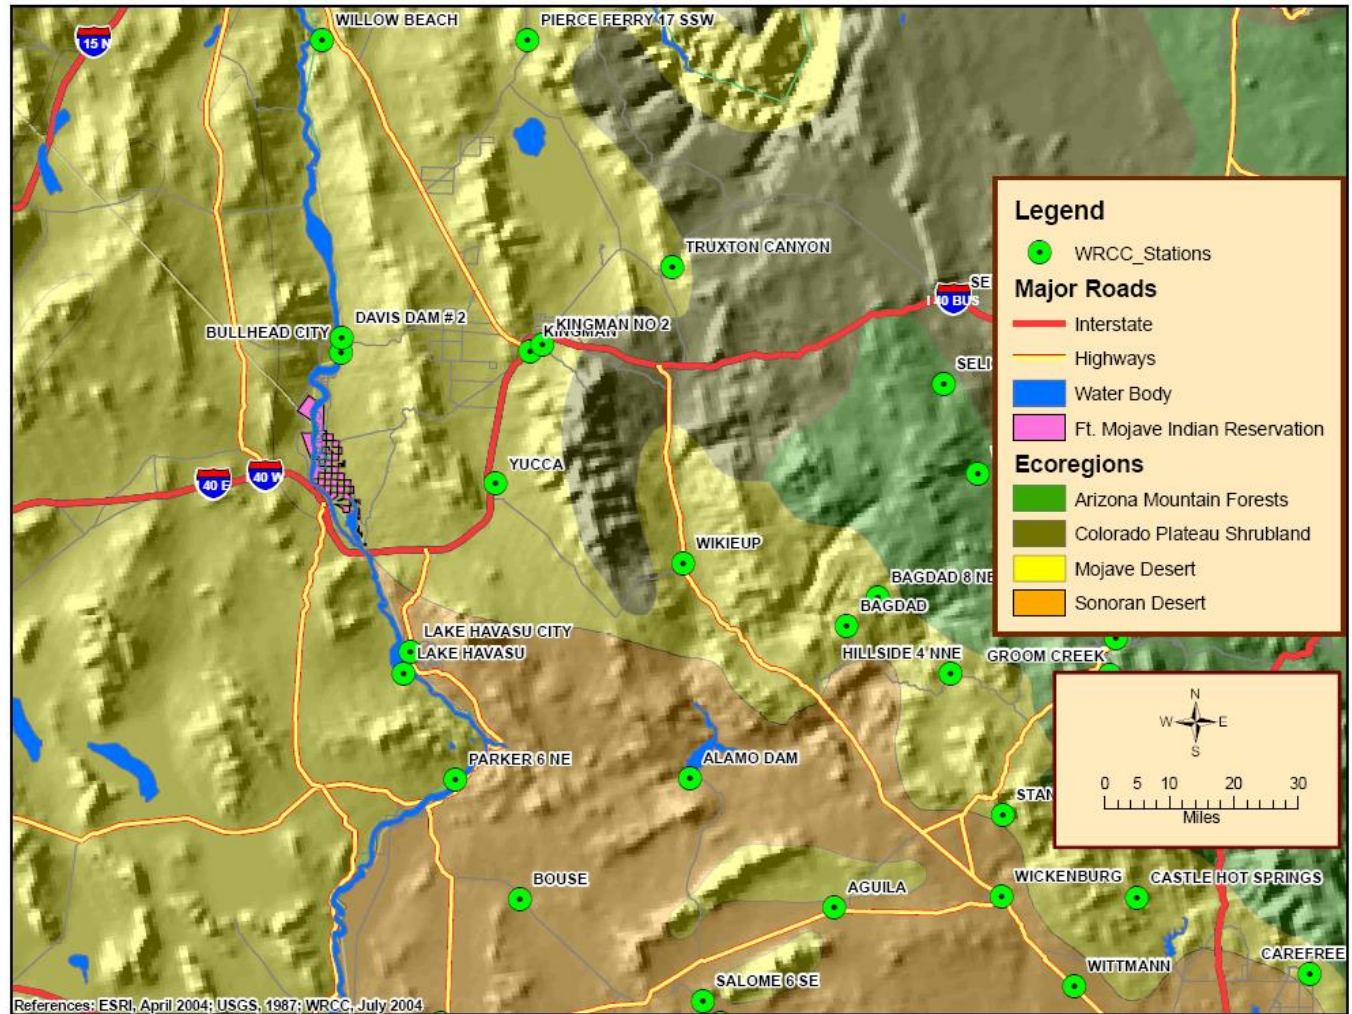 WILLOW BEACH
PIERCE FERRY 17 SSW
15 N
TRUXTON CANYON
I 40 BUS
SE
DAVIS DAM # 2
BULLHEAD CITY
KINGMAN NO 2
KINGMAN
SELI
40 E
40 W
YUCCA
WIKIEUP
BAGDAD 8 NE
BAGDAD
LAKE HAVASU CITY
LAKE HAVASU
HILLSIDE 4 NNE
GROOM CREEK
PARKER 6 NE
ALAMO DAM
STAN
BOUSE
AGUILA
WICKENBURG
CASTLE HOT SPRINGS
CAREFREE
WITTMANN
SALOME 6 SE
Legend
WRCC_Stations
Major Roads
Interstate
Highways
Water Body
Ft. Mojave Indian Reservation
Ecoregions
Arizona Mountain Forests
Colorado Plateau Shrubland
Mojave Desert
Sonoran Desert
N
W E
S
0 5 10 20 30
Miles
References: ESRI, April 2004; USGS, 1987; WRCC, July 2004